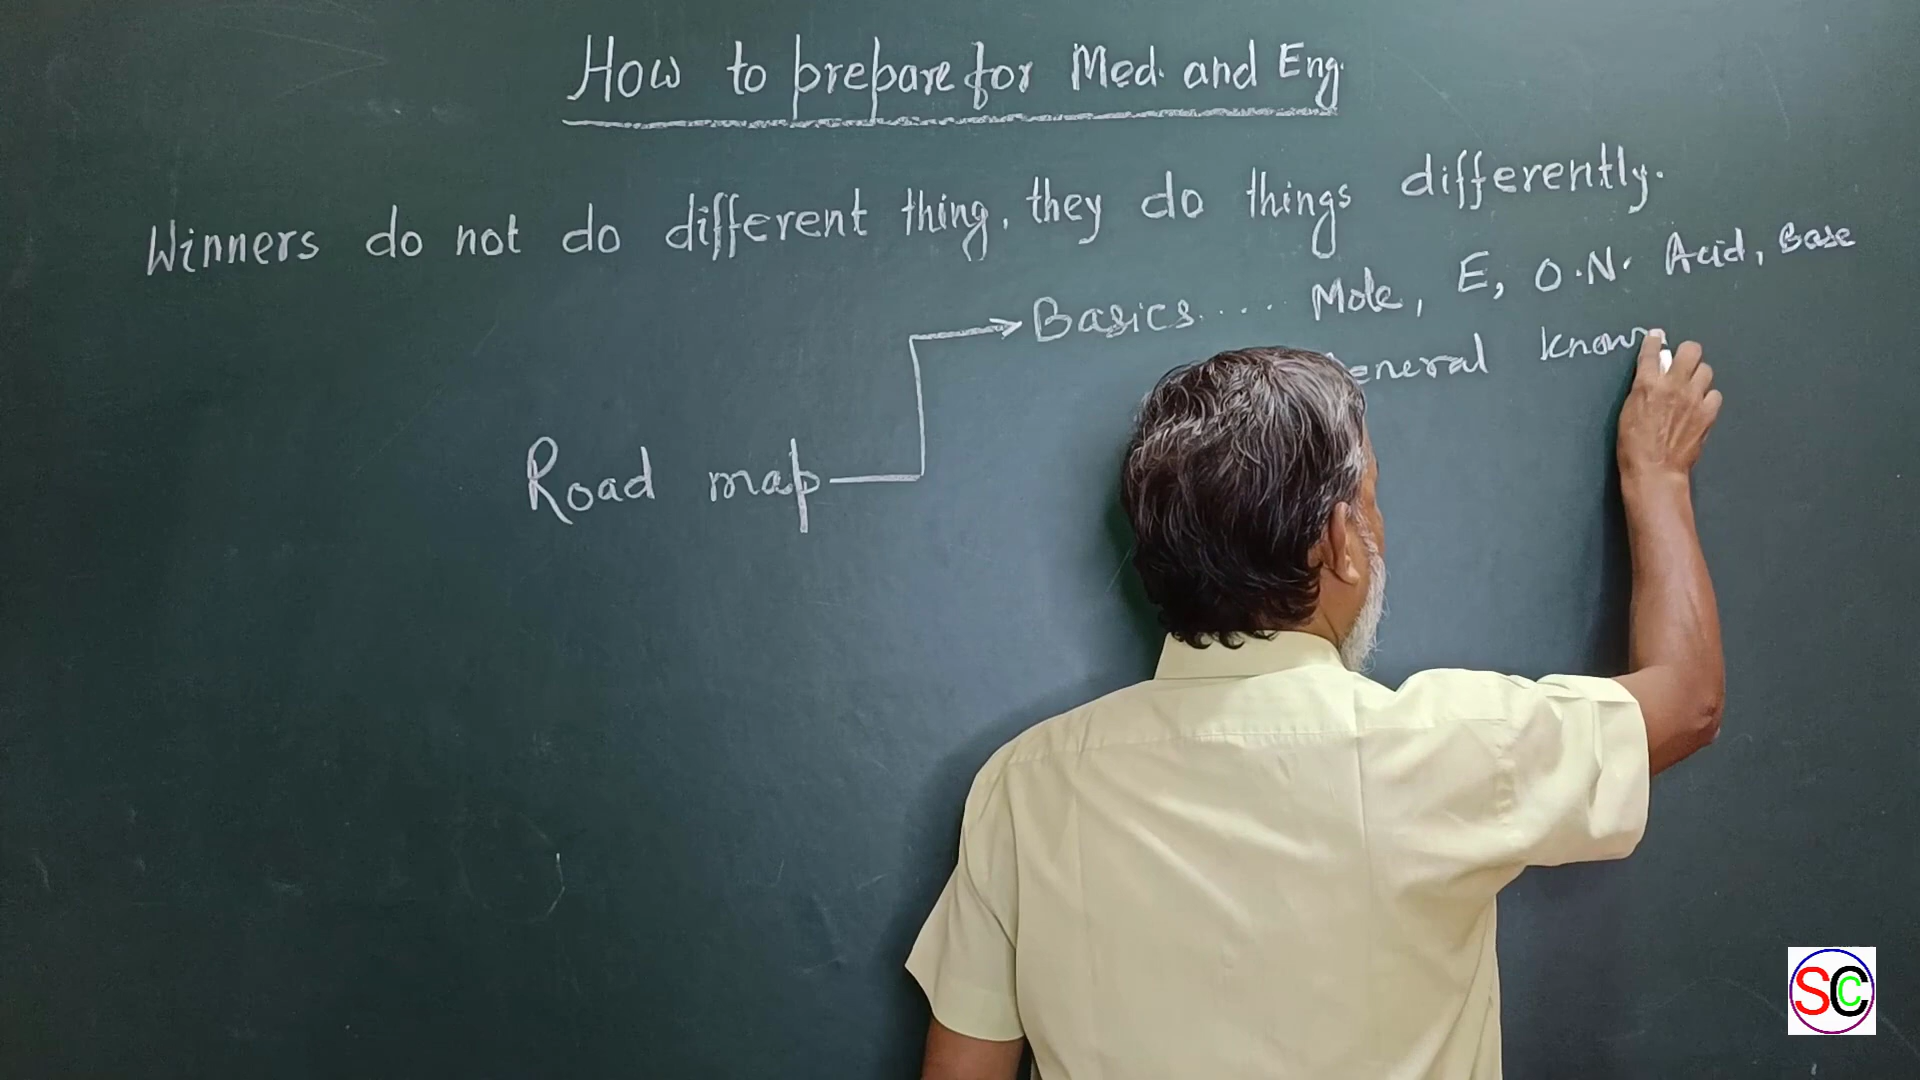 How to prepare for Med. and Eng.
Winners do not do different thing, they do things differently.
Basics.... Mole, E, O.N. Acid, Base
eneral Know
Road map
SC